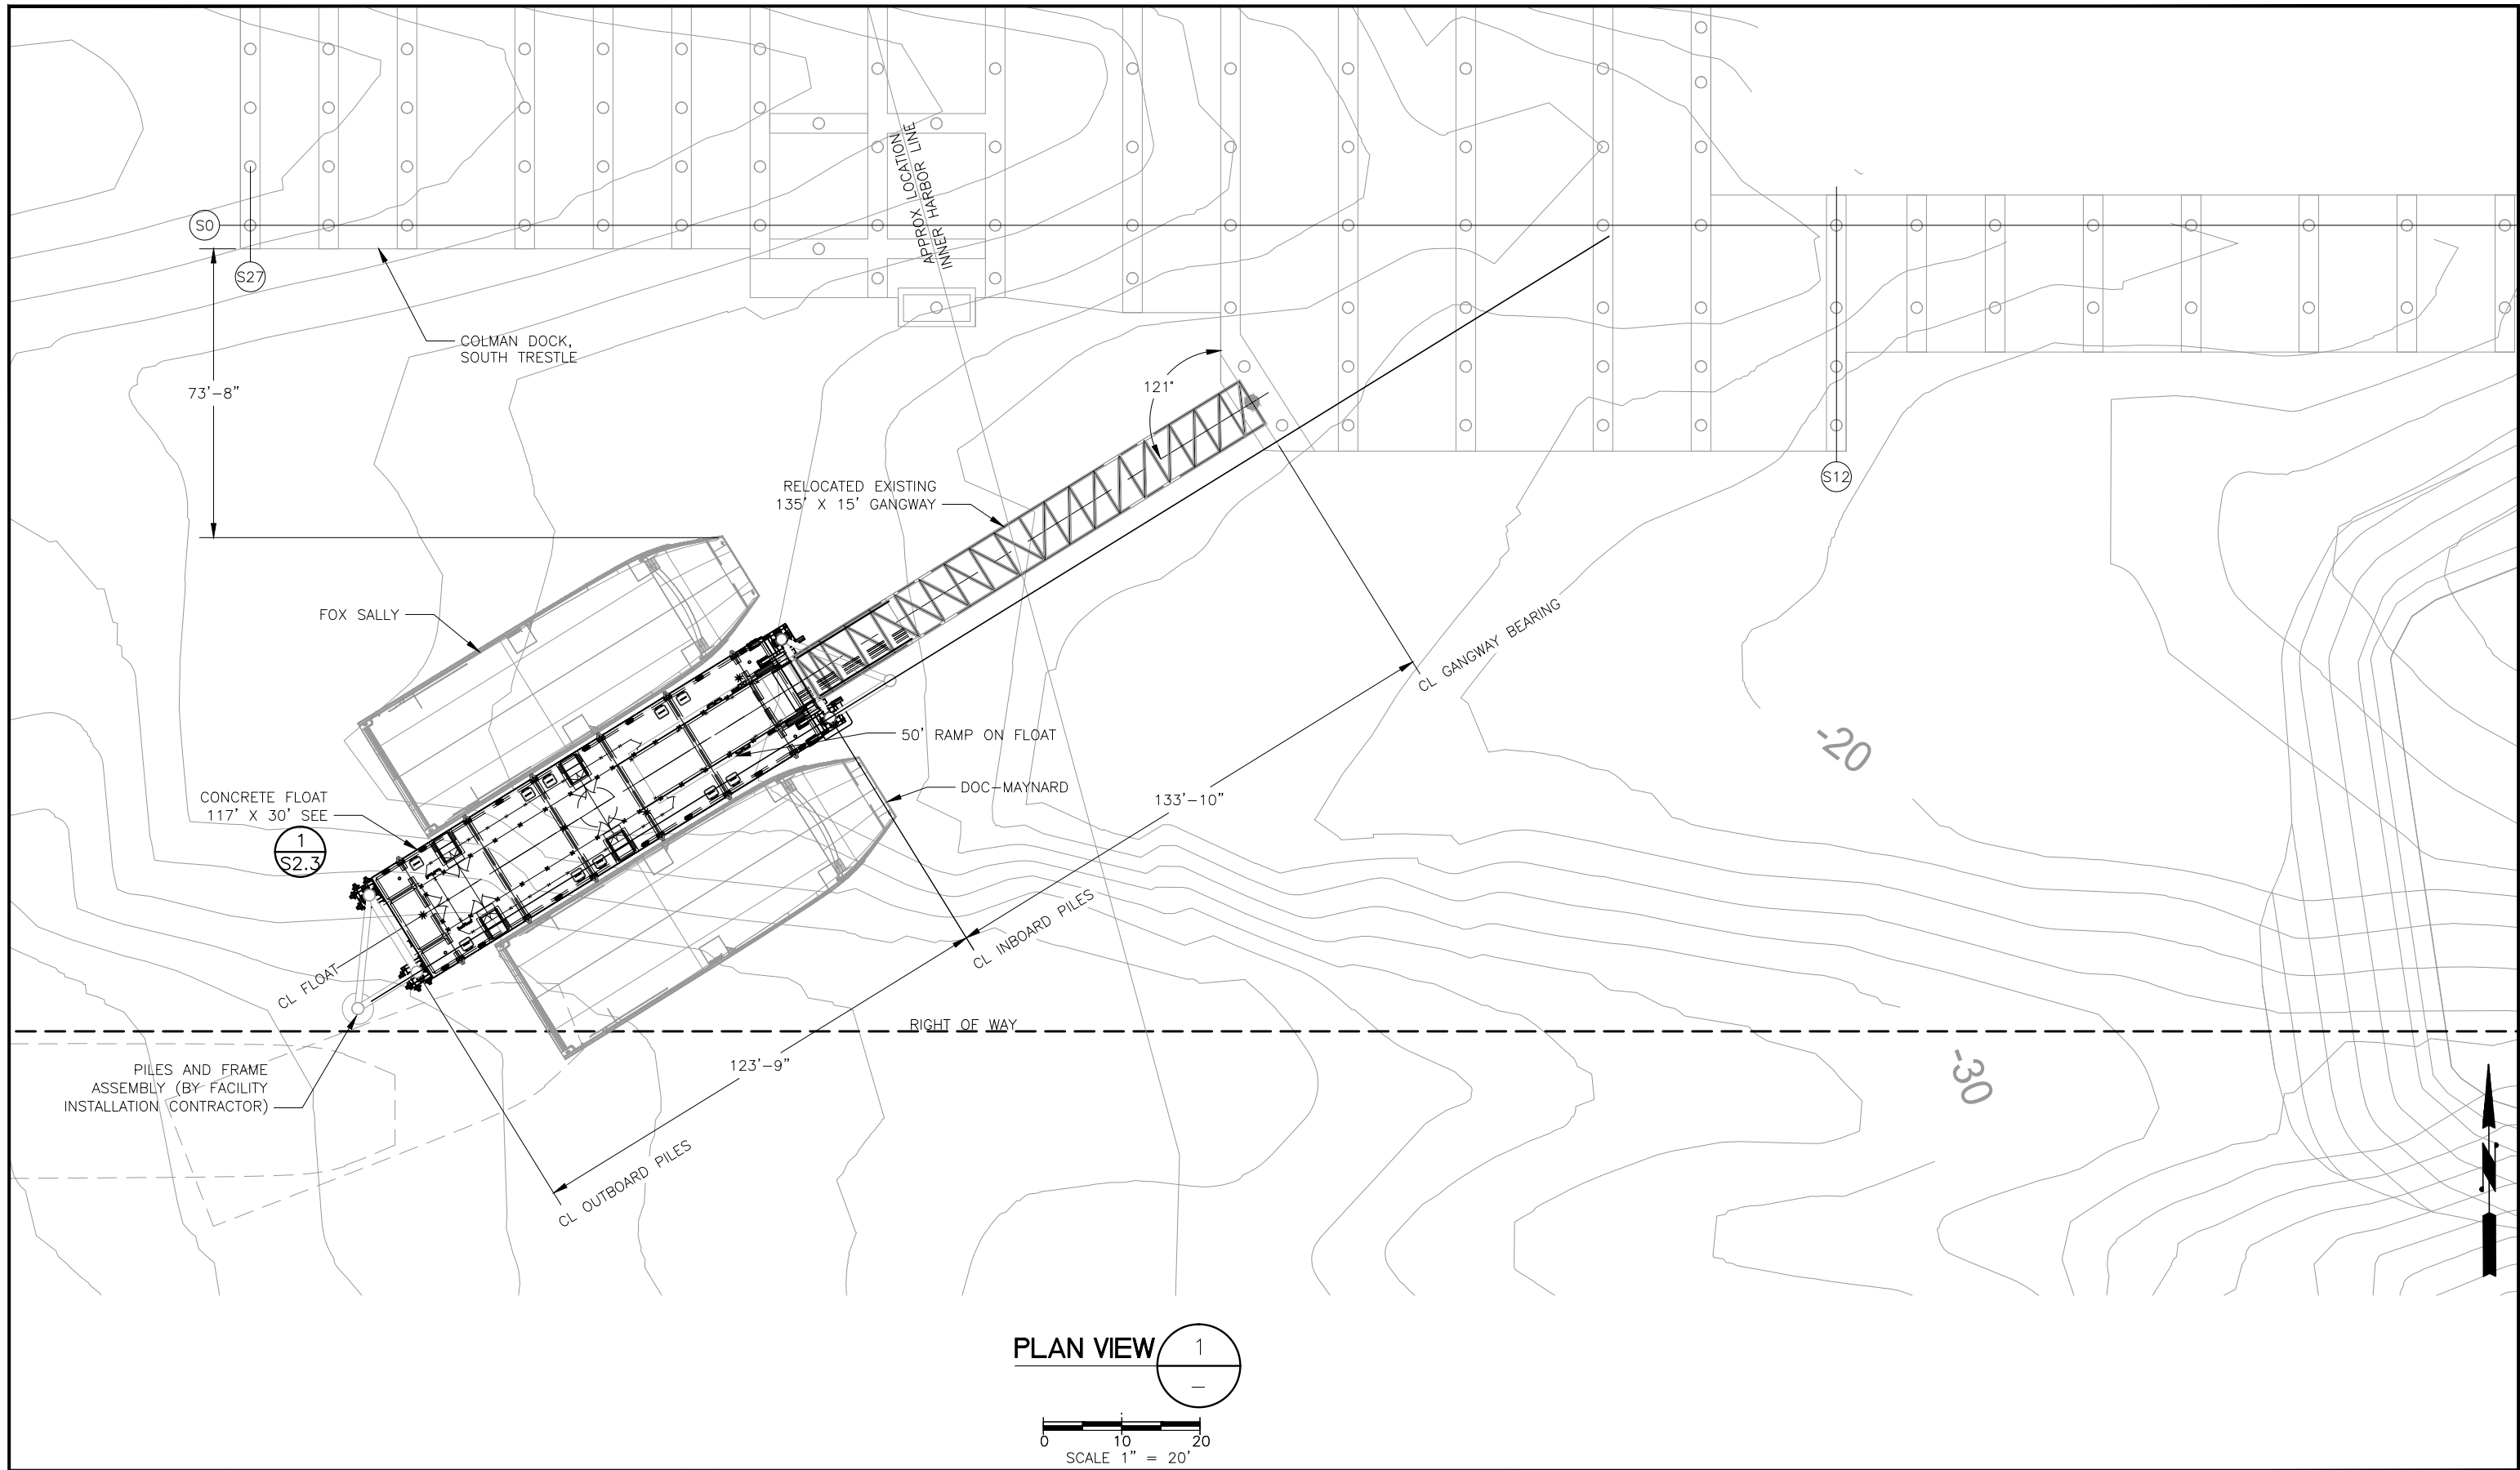 APPROX LOCATION
INNER HARBOR LINE
S0
S27
COLMAN DOCK,
SOUTH TRESTLE
73'-8"
121°
S12
RELOCATED EXISTING
135' X 15' GANGWAY
FOX SALLY
CL GANGWAY BEARING
50' RAMP ON FLOAT
-20
CONCRETE FLOAT
117' X 30' SEE
1
S2.3
DOC-MAYNARD
133'-10"
CL INBOARD PILES
CL FLOAT
RIGHT OF WAY
123'-9"
-30
PILES AND FRAME
ASSEMBLY (BY FACILITY
INSTALLATION CONTRACTOR)
CL OUTBOARD PILES
N
PLAN VIEW
1
–
0 10 20
SCALE 1" = 20'